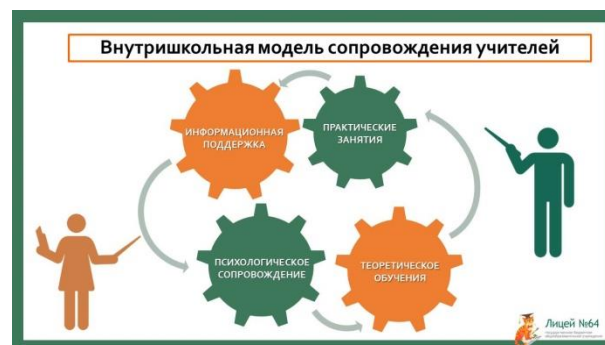 Внутришкольная модель сопровождения учителей
ИНФОРМАЦИОННАЯ
ПОДДЕРЖКА
ПРАКТИЧЕСКИЕ
ЗАНЯТИЯ
ПСИХОЛОГИЧЕСКОЕ
СОПРОВОЖДЕНИЕ
ТЕОРЕТИЧЕСКОЕ
ОБУЧЕНИЯ
Лицей №64